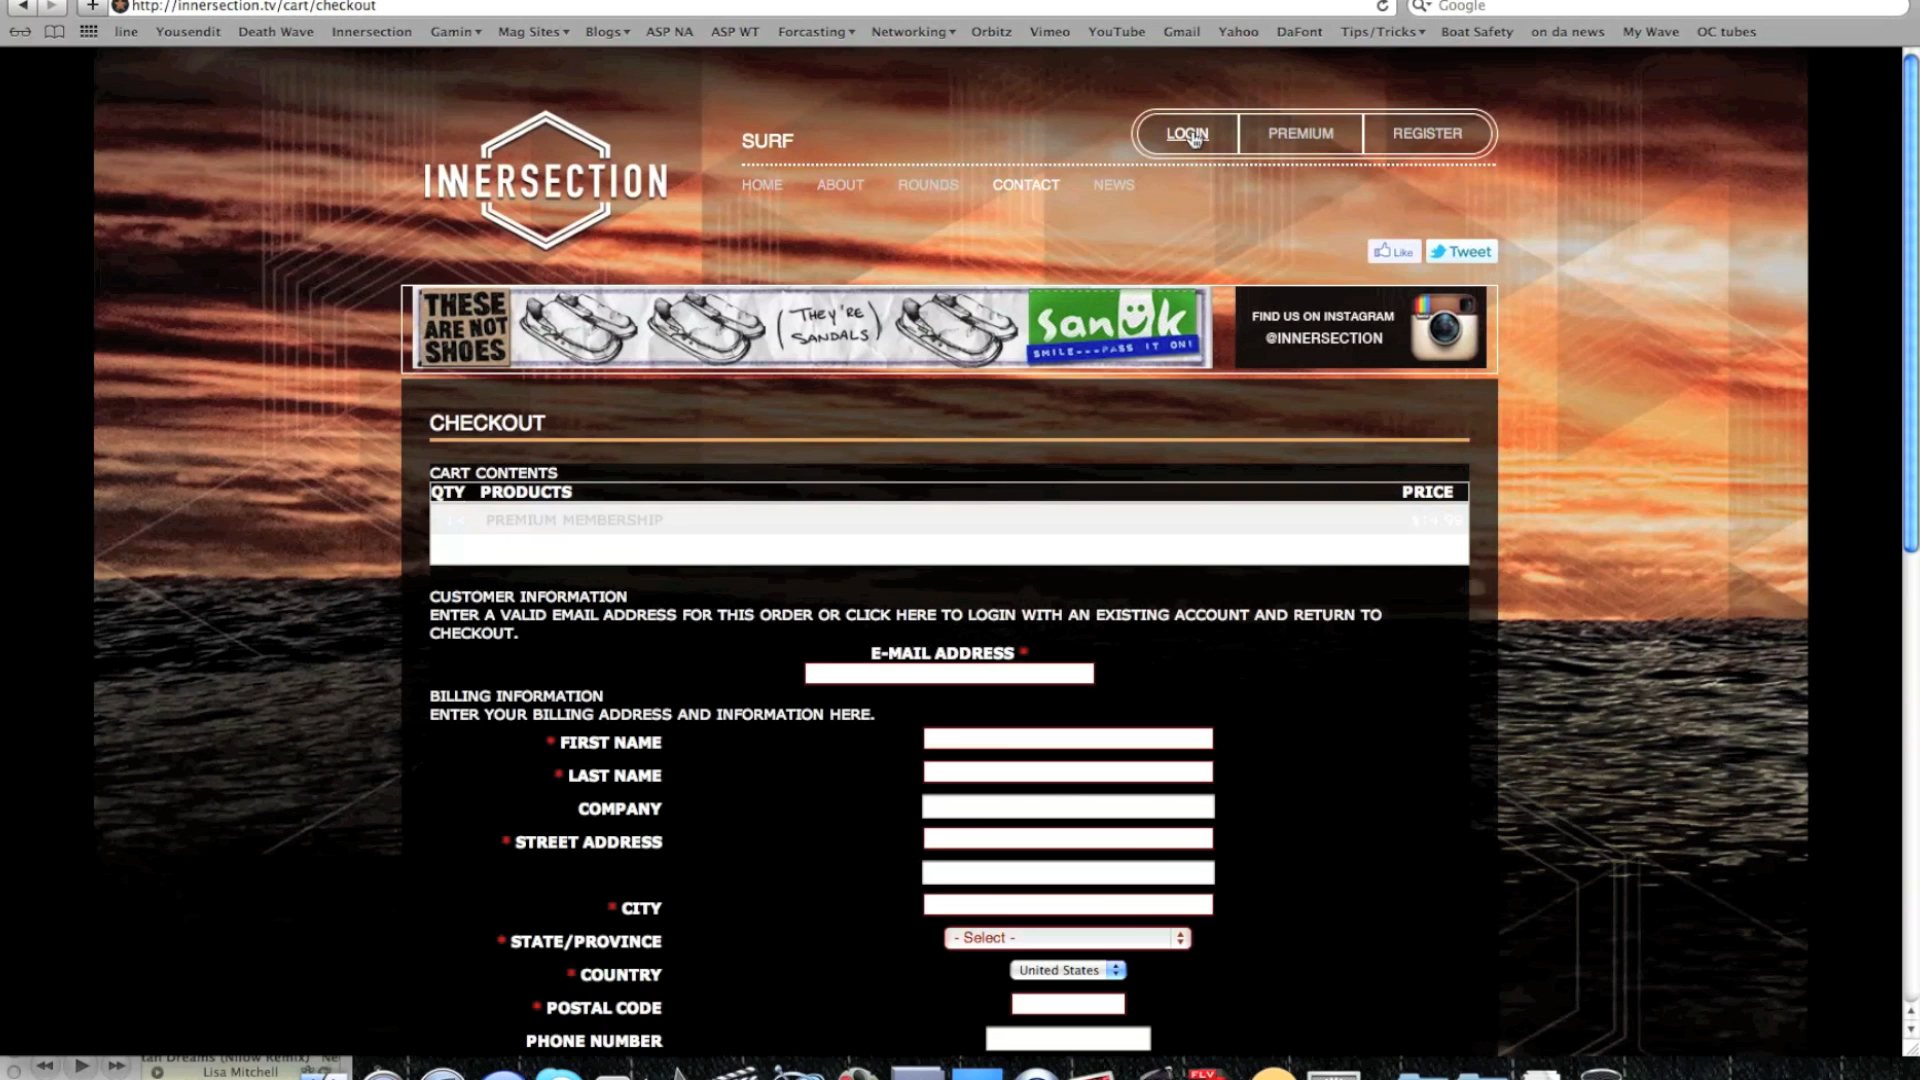 http://innersection.tv/cart/checkout
Google
line Yousendit Death Wave Innersection Gamin Mag Sites Blogs ASP NA ASP WT Forcasting Networking Orbitz Vimeo YouTube Gmail Yahoo DaFont Tips/Tricks Boat Safety on da news My Wave OC tubes
INNERSECTION
SURF
LOGIN PREMIUM REGISTER
HOME ABOUT ROUNDS CONTACT NEWS
Like Tweet
THESE ARE NOT SHOES
(THEY'RE SANDALS)
sanuk
SMILE---PASS IT ON!
FIND US ON INSTAGRAM
@INNERSECTION
CHECKOUT
CART CONTENTS
QTY PRODUCTS PRICE
PREMIUM MEMBERSHIP
CUSTOMER INFORMATION
ENTER A VALID EMAIL ADDRESS FOR THIS ORDER OR CLICK HERE TO LOGIN WITH AN EXISTING ACCOUNT AND RETURN TO
CHECKOUT.
E-MAIL ADDRESS *
BILLING INFORMATION
ENTER YOUR BILLING ADDRESS AND INFORMATION HERE.
* FIRST NAME
* LAST NAME
COMPANY
* STREET ADDRESS
* CITY
* STATE/PROVINCE - Select -
* COUNTRY United States
* POSTAL CODE
PHONE NUMBER
Dreams (Nilow Remix)
Lisa Mitchell
FLV